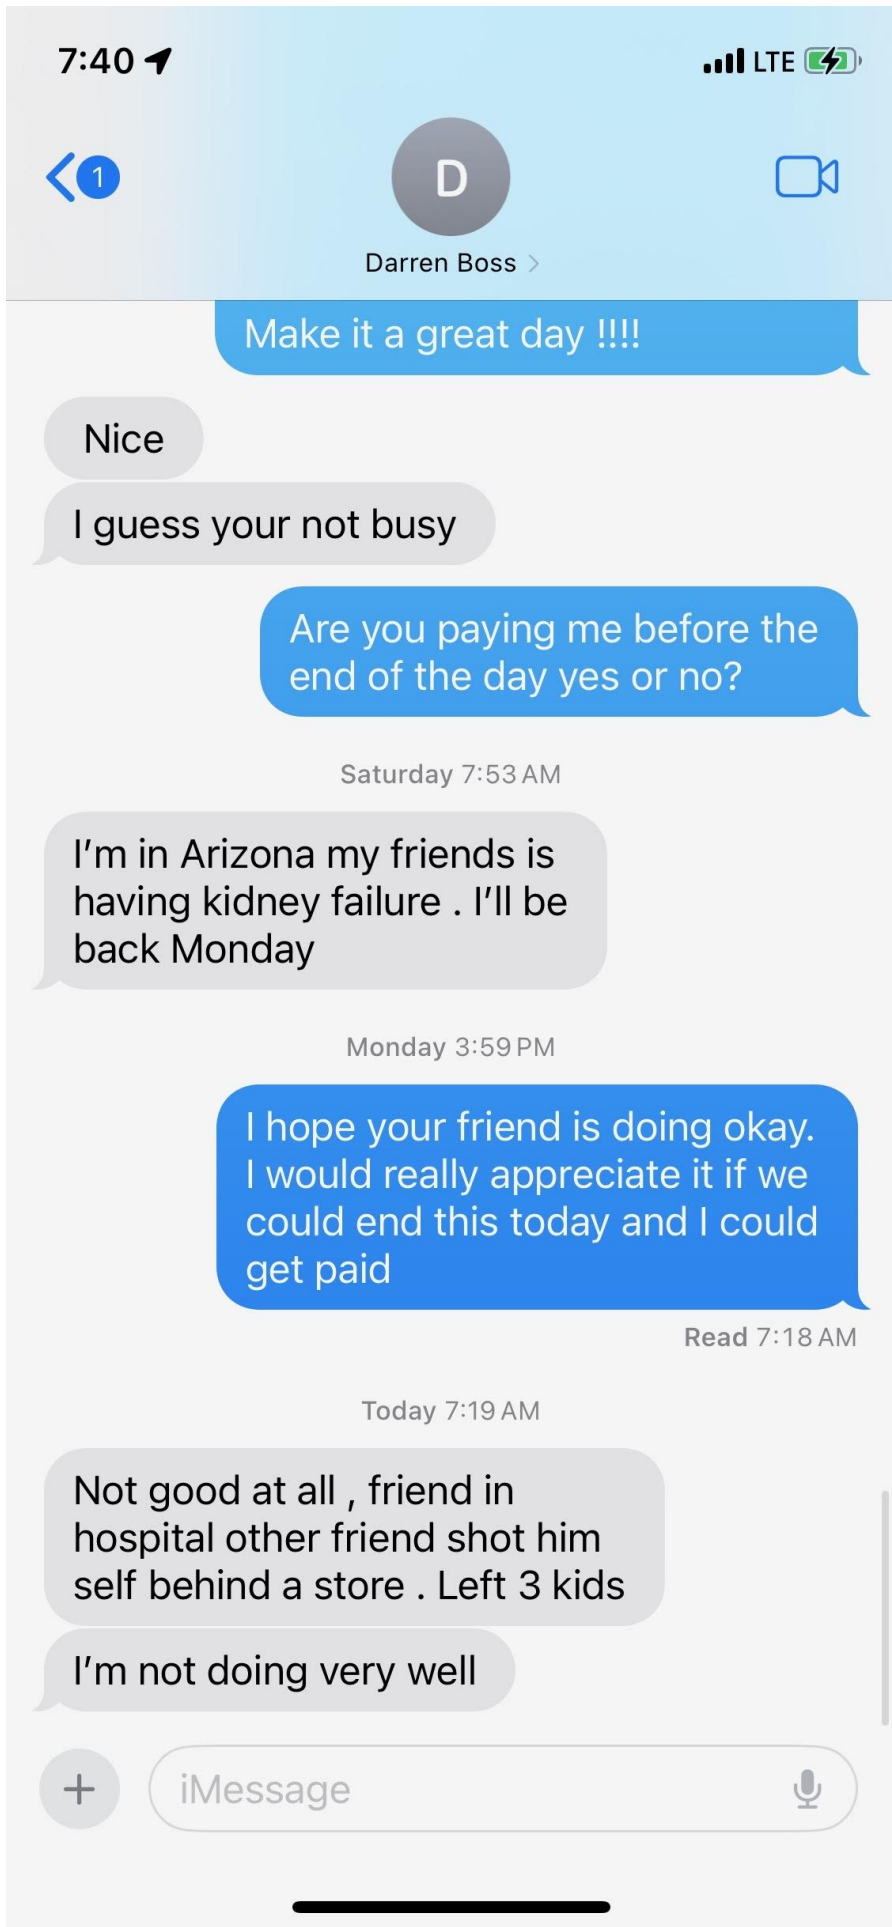 7:40
LTE
1
D
Darren Boss
Make it a great day !!!!
Nice
I guess your not busy
Are you paying me before the
end of the day yes or no?
Saturday 7:53 AM
I'm in Arizona my friends is
having kidney failure . I'll be
back Monday
Monday 3:59 PM
I hope your friend is doing okay.
I would really appreciate it if we
could end this today and I could
get paid
Read 7:18 AM
Today 7:19 AM
Not good at all , friend in
hospital other friend shot him
self behind a store . Left 3 kids
I'm not doing very well
iMessage